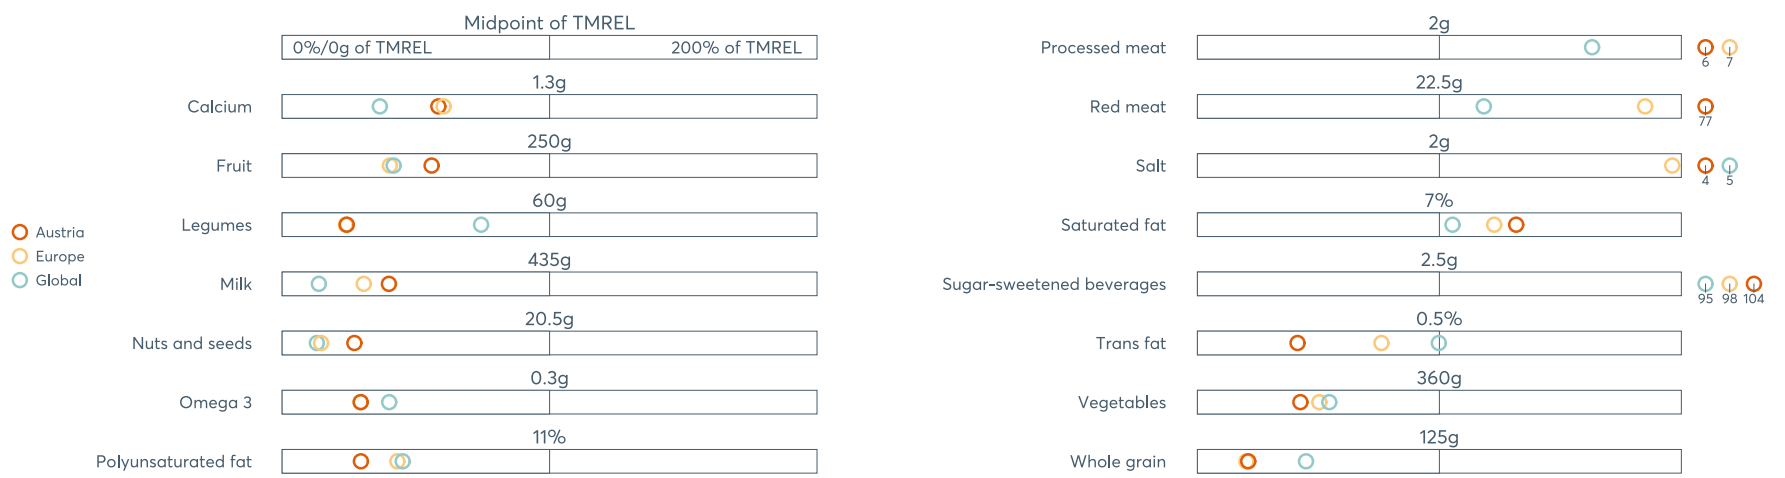 Midpoint of TMREL
0%/0g of TMREL
200% of TMREL
1.3g
Calcium
250g
Fruit
60g
Legumes
435g
Milk
20.5g
Nuts and seeds
0.3g
Omega 3
11%
Polyunsaturated fat
Austria
Europe
Global
2g
Processed meat
6 7
22.5g
Red meat
77
2g
Salt
4 5
7%
Saturated fat
2.5g
Sugar-sweetened beverages
95 98 104
0.5%
Trans fat
360g
Vegetables
125g
Whole grain